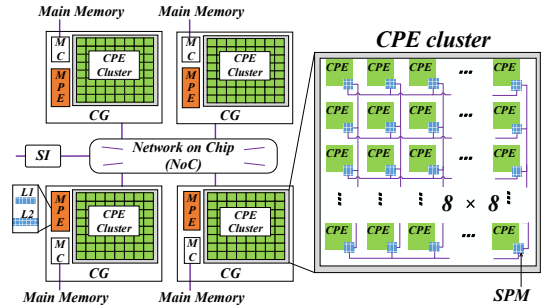 Main Memory Main Memory
CPE cluster
MC
MPE
CPE
Cluster
CG
MC
MPE
CPE
Cluster
CG
CPE CPE CPE ... CPE
CPE CPE CPE ... CPE
CPE CPE CPE ... CPE
8 × 8
CPE CPE CPE ... CPE
SPM
SI
Network on Chip
(NoC)
L1
L2
MPE
MC
CPE
Cluster
CG
MPE
MC
CPE
Cluster
CG
Main Memory Main Memory